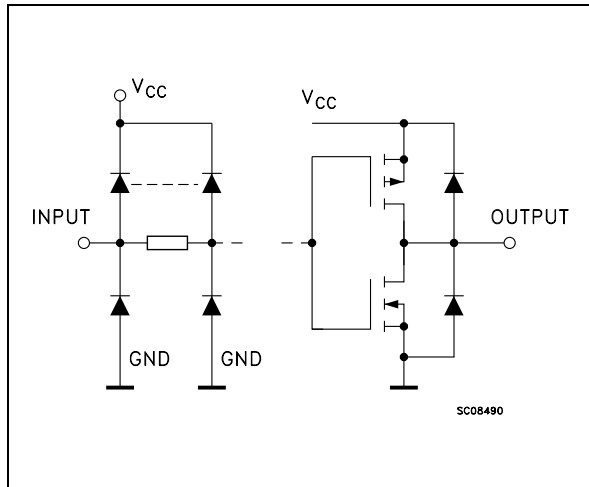 VCC
VCC
INPUT
OUTPUT
GND
GND
SC08490